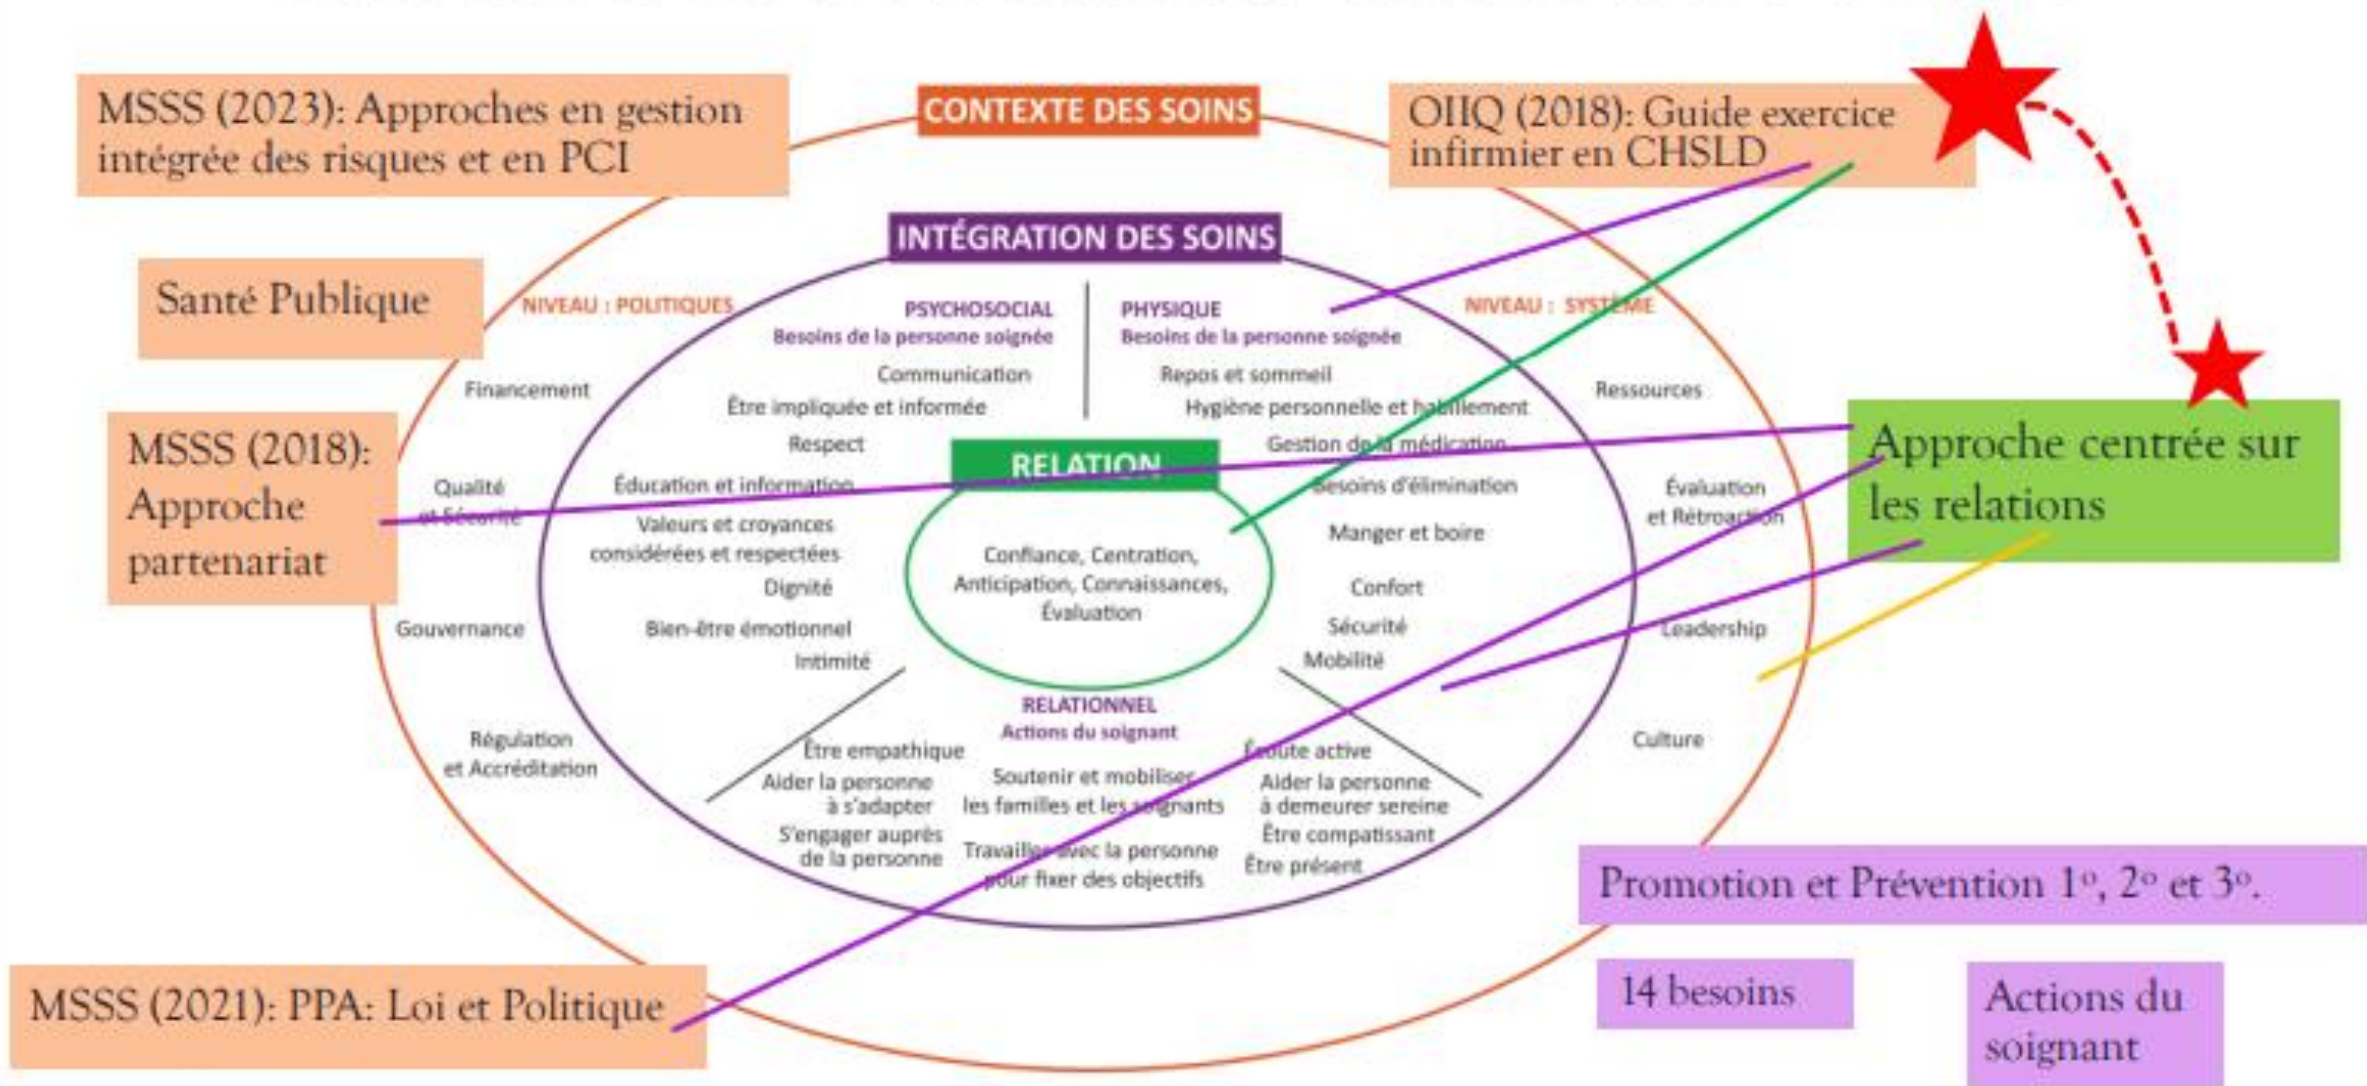 MSSS (2023): Approches en gestion
intégrée des risques et en PCI
CONTEXTE DES SOINS
OIIQ (2018): Guide exercice
infirmier en CHSLD
INTÉGRATION DES SOINS
Santé Publique
NIVEAU : POLITIQUES
PSYCHOSOCIAL
Besoins de la personne soignée
PHYSIQUE
Besoins de la personne soignée
NIVEAU : SYSTÈME
Financement
Communication
Être impliquée et informée
Respect
Éducation et information
Valeurs et croyances
considérées et respectées
Dignité
Bien-être émotionnel
Intimité
Repos et sommeil
Hygiène personnelle et habillement
Gestion de la médication
Besoins d'élimination
Manger et boire
Confort
Sécurité
Mobilité
Ressources
MSSS (2018):
Approche
partenariat
Qualité
et Sécurité
RELATION
Confiance, Centration,
Anticipation, Connaissances,
Évaluation
Évaluation
et Rétroaction
Approche centrée sur
les relations
Gouvernance
Leadership
Régulation
et Accréditation
RELATIONNEL
Actions du soignant
Être empathique
Aider la personne
à s'adapter
S'engager auprès
de la personne
Soutenir et mobiliser
les familles et les soignants
Travailler avec la personne
pour fixer des objectifs
Écoute active
Aider la personne
à demeurer sereine
Être compatissant
Être présent
Culture
Promotion et Prévention 1º, 2º et 3º.
MSSS (2021): PPA: Loi et Politique
14 besoins
Actions du
soignant